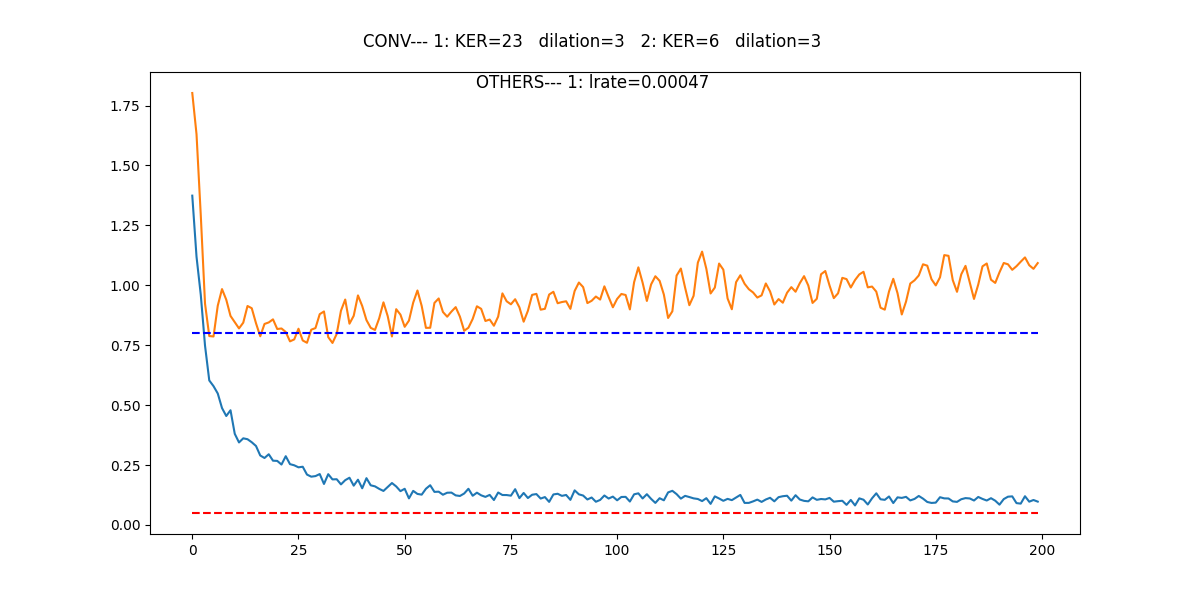 CONV--- 1: KER=23   dilation=3   2: KER=6   dilation=3
OTHERS--- 1: lrate=0.00047
1.75
1.50
1.25
1.00
0.75
0.50
0.25
0.00
0 25 50 75 100 125 150 175 200